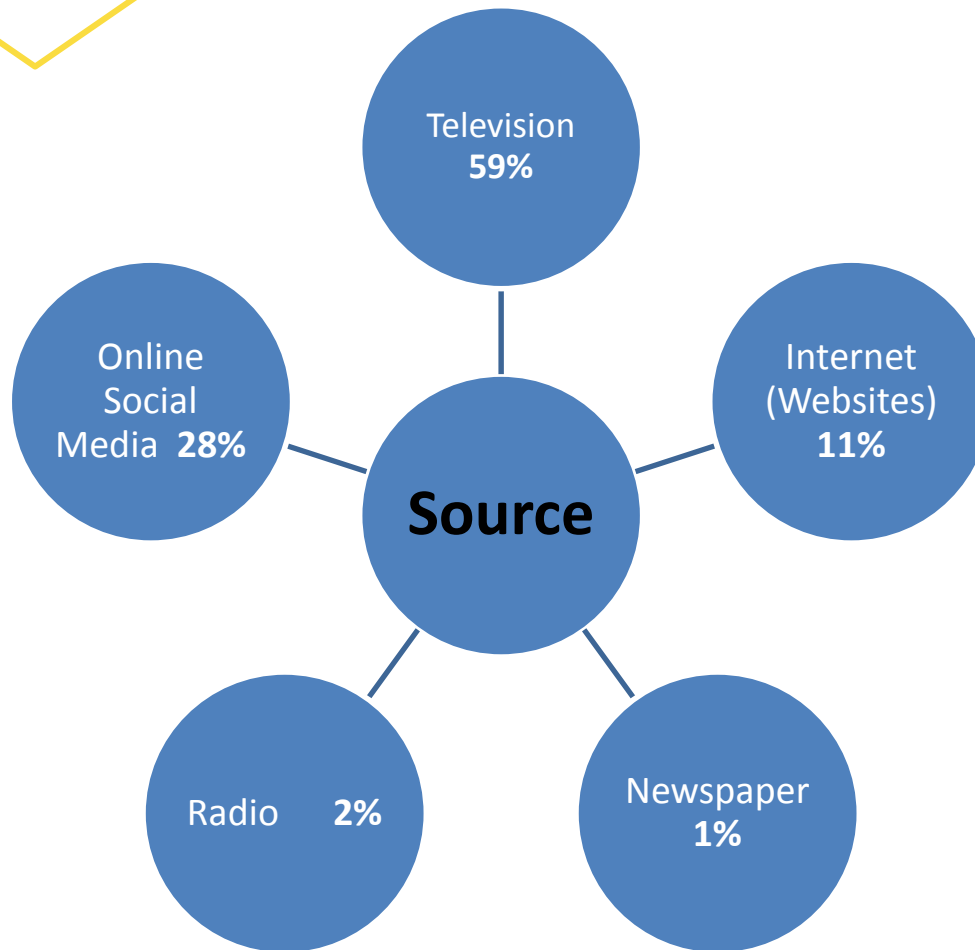 Television
59%
Online
Social
Media 28%
Internet
(Websites)
11%
Source
Radio 2%
Newspaper
1%